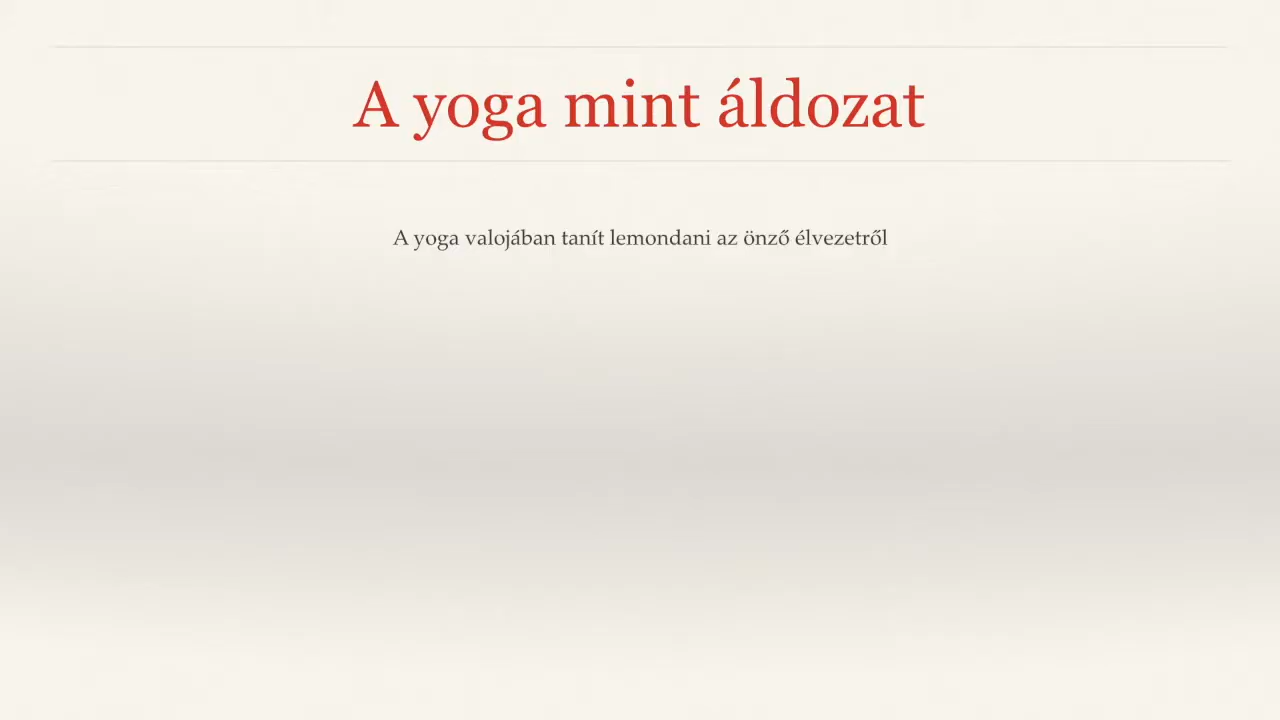 A yoga mint áldozat
A yoga valojában tanít lemondani az önző élvezetről